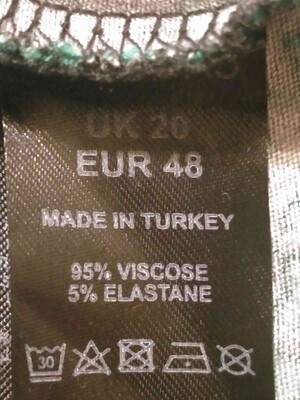 UK 20
EUR 48
MADE IN TURKEY
95% VISCOSE
5% ELASTANE
30